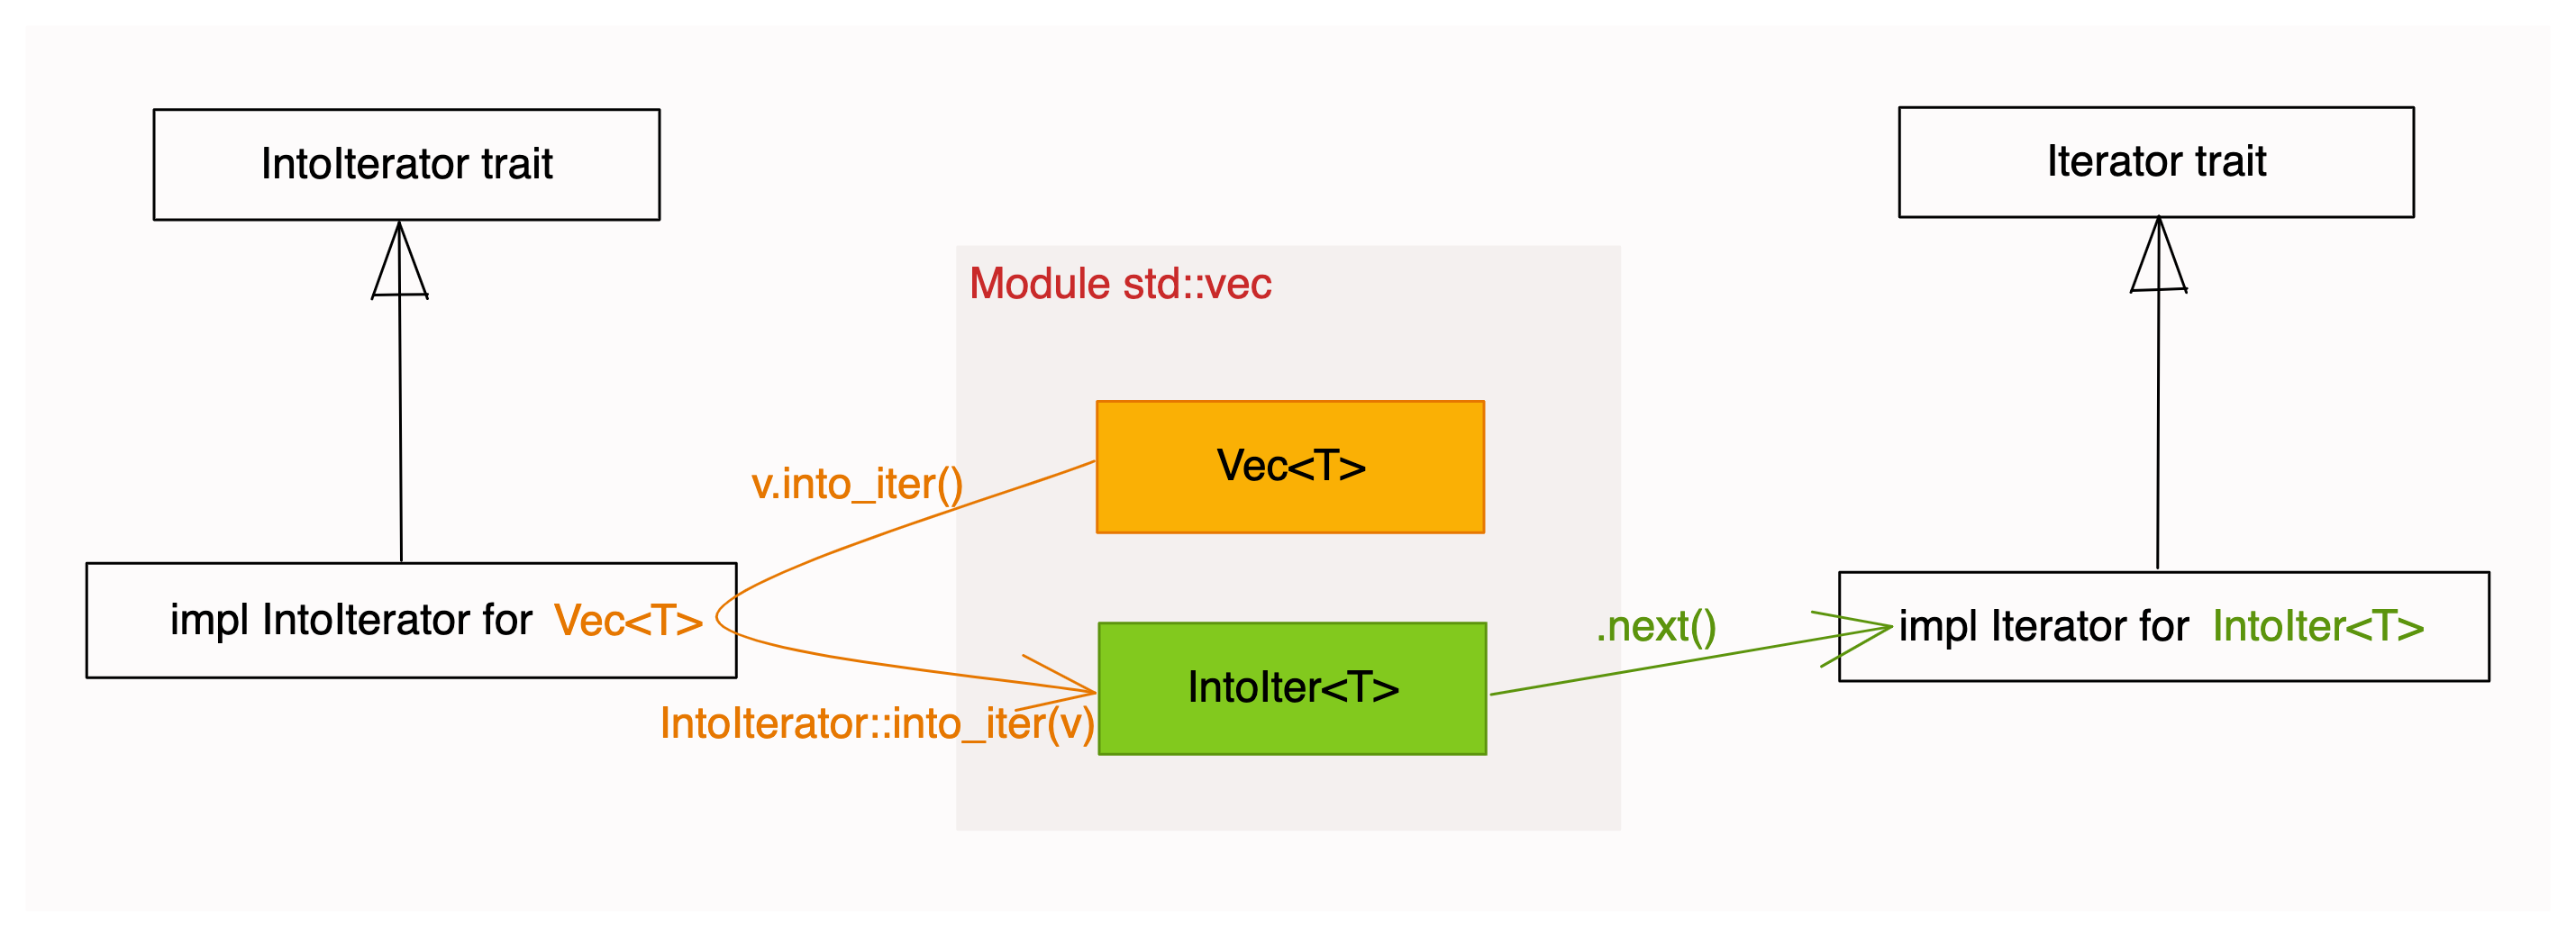 IntoIterator trait
Iterator trait
Module std::vec
Vec<T>
v.into_iter()
impl IntoIterator for Vec<T>
.next()
impl Iterator for IntoIter<T>
IntoIter<T>
IntoIterator::into_iter(v)